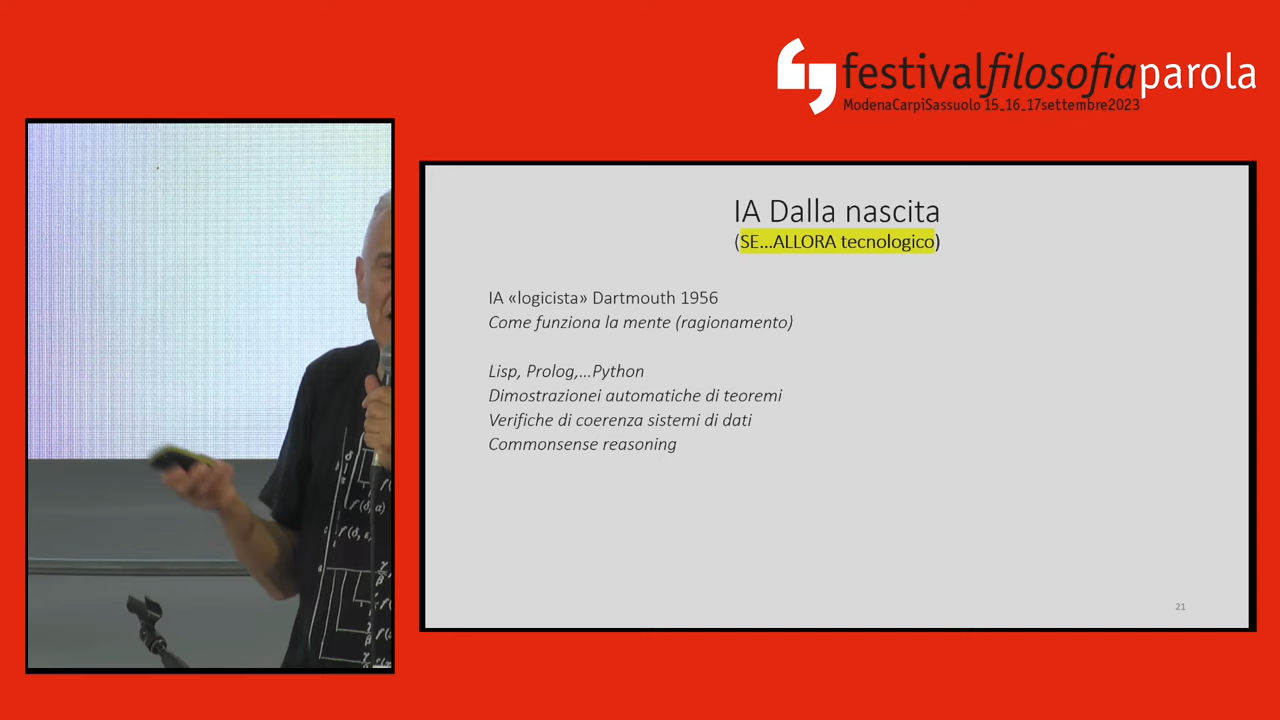 festivalfilosofiaparola
ModenaCarpiSassuolo 15_16_17settembre2023
IA Dalla nascita
(SE...ALLORA tecnologico)
IA «logicista» Dartmouth 1956
Come funziona la mente (ragionamento)
Lisp, Prolog,...Python
Dimostrazionei automatiche di teoremi
Verifiche di coerenza sistemi di dati
Commonsense reasoning
21